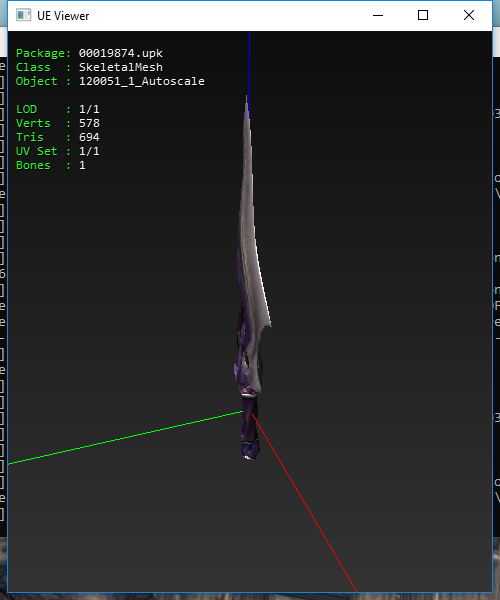 UE Viewer
Package: 00019874.upk
Class  : SkeletalMesh
Object : 120051_1_Autoscale
LOD    : 1/1
Verts  : 578
Tris   : 694
UV Set : 1/1
Bones  : 1